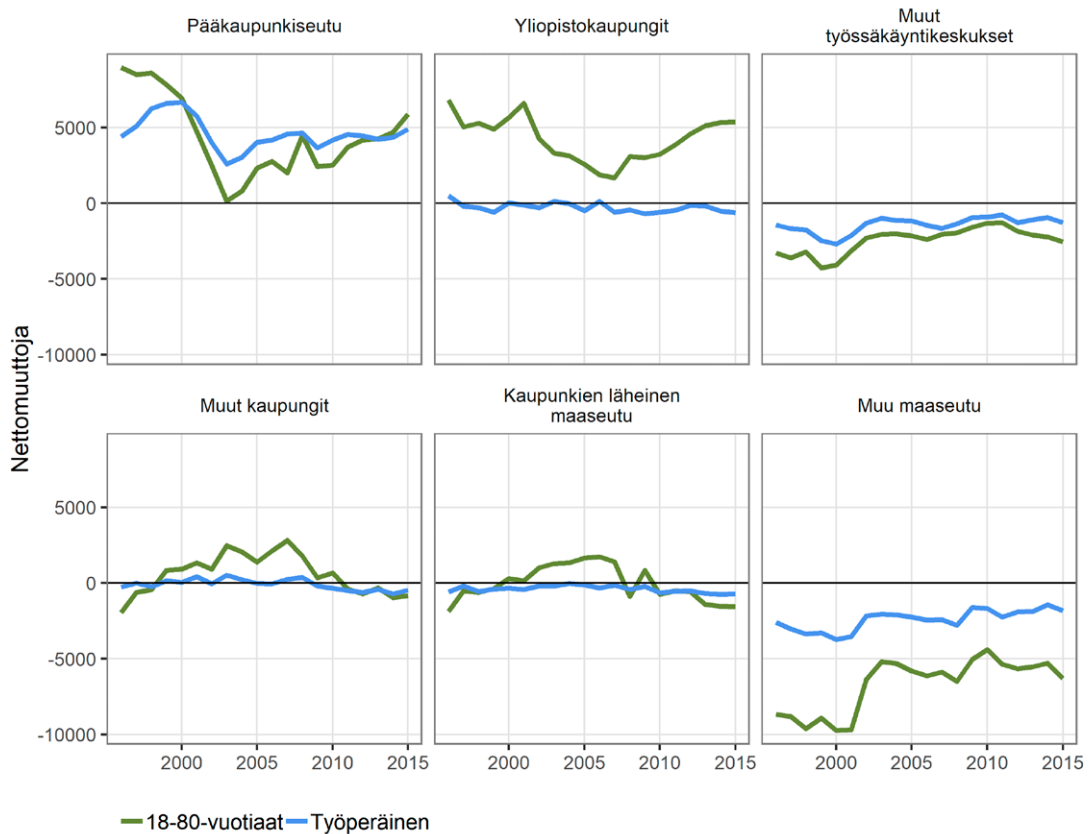 Pääkaupunkiseutu
Yliopistokaupungit
Muut
työssäkäyntikeskukset
5000
0
-5000
-10000
Nettomuuttoja
Muut kaupungit
Kaupunkien läheinen
maaseutu
Muu maaseutu
5000
0
-5000
-10000
2000 2005 2010 2015
2000 2005 2010 2015
2000 2005 2010 2015
18-80-vuotiaat Työperäinen